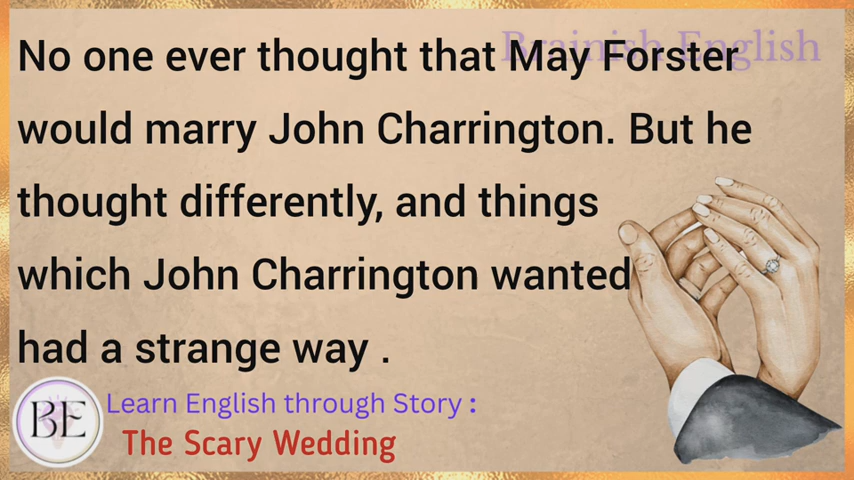 Brainish English
No one ever thought that May Forster
would marry John Charrington. But he
thought differently, and things
which John Charrington wanted
had a strange way .
BE
Learn English through Story :
The Scary Wedding